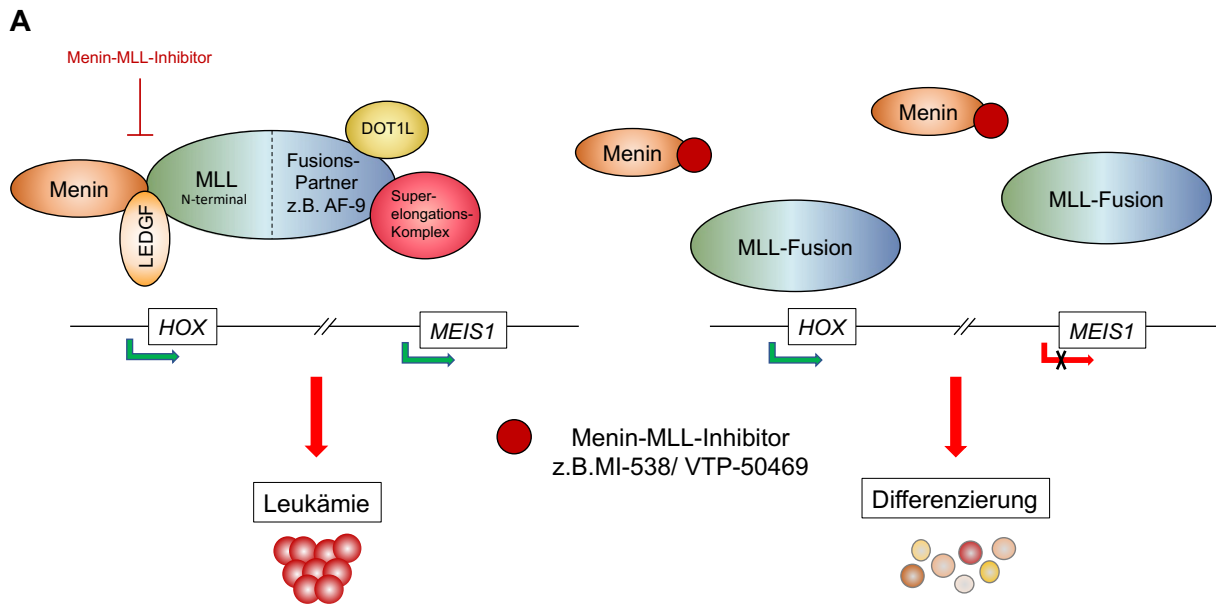 A
Menin-MLL-Inhibitor
Menin
LEDGF
MLL
N-terminal
Fusions-
Partner
z.B. AF-9
DOT1L
Super-
elongations-
Komplex
HOX
MEIS1
Leukämie
Menin
Menin
MLL-Fusion
MLL-Fusion
HOX
MEIS1
Menin-MLL-Inhibitor
z.B.MI-538/ VTP-50469
Differenzierung